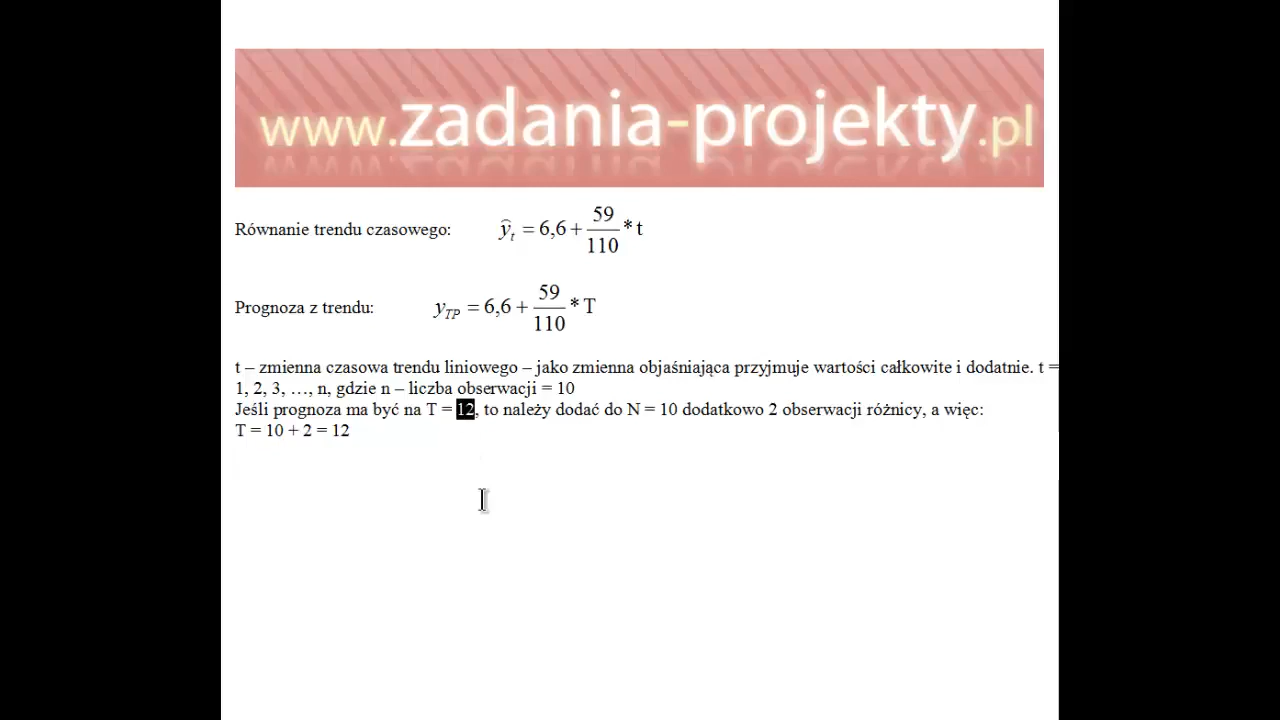 www.zadania-projekty.pl
Równanie trendu czasowego: ŷ_t = 6,6 + 59/110 * t
Prognoza z trendu: y_TP = 6,6 + 59/110 * T
t – zmienna czasowa trendu liniowego – jako zmienna objaśniająca przyjmuje wartości całkowite i dodatnie. t =
1, 2, 3, …, n, gdzie n – liczba obserwacji = 10
Jeśli prognoza ma być na T = 12, to należy dodać do N = 10 dodatkowo 2 obserwacji różnicy, a więc:
T = 10 + 2 = 12